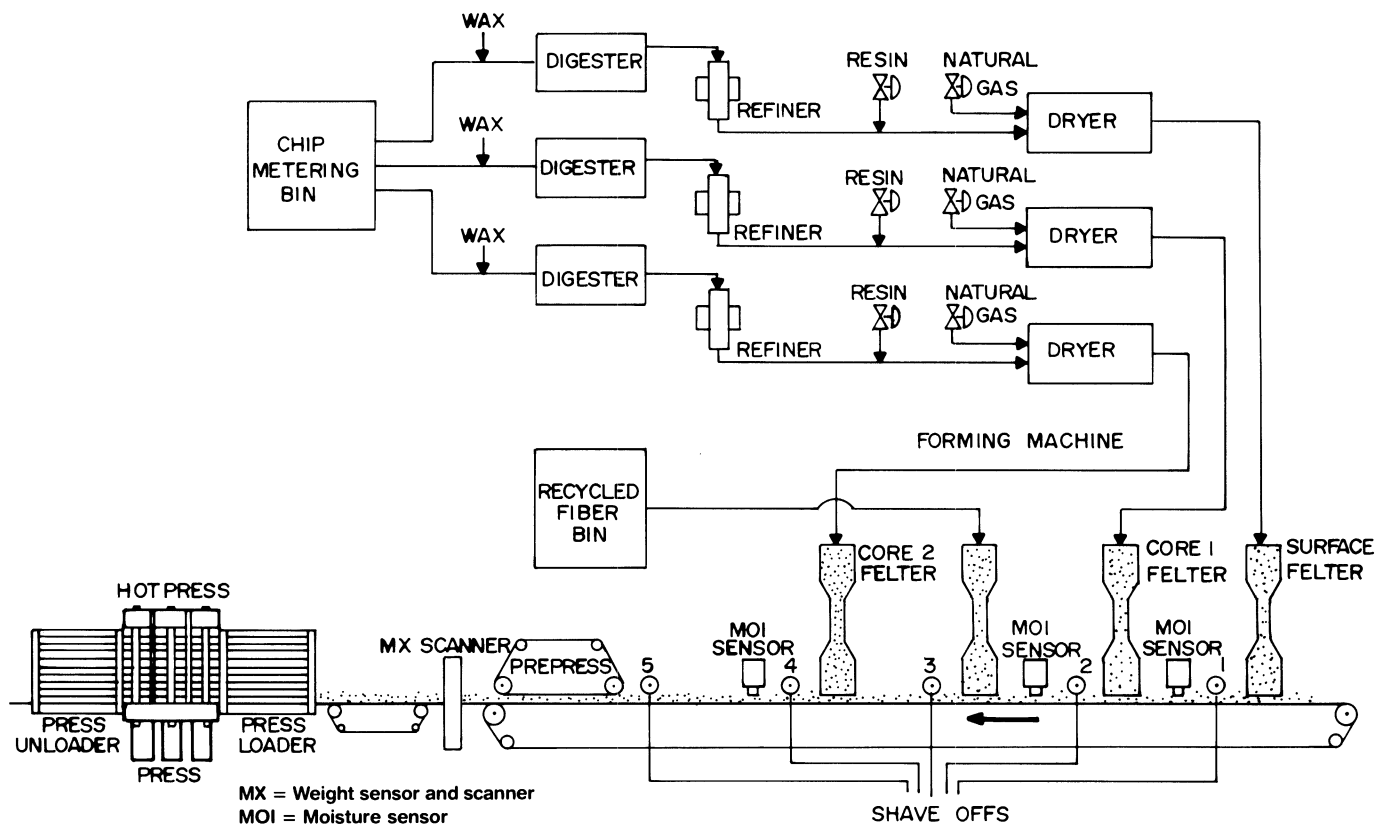 WAX
DIGESTER
REFINER
RESIN
NATURAL
GAS
DRYER
CHIP
METERING
BIN
WAX
DIGESTER
REFINER
RESIN
NATURAL
GAS
DRYER
WAX
DIGESTER
REFINER
RESIN
NATURAL
GAS
DRYER
FORMING MACHINE
RECYCLED
FIBER
BIN
CORE 2
FELTER
CORE 1
FELTER
SURFACE
FELTER
HOT PRESS
MX SCANNER
PREPRESS
5
MOI
SENSOR
4
3
MOI
SENSOR
2
MOI
SENSOR
1
PRESS
UNLOADER
PRESS
LOADER
PRESS
SHAVE OFFS
MX = Weight sensor and scanner
MOI = Moisture sensor